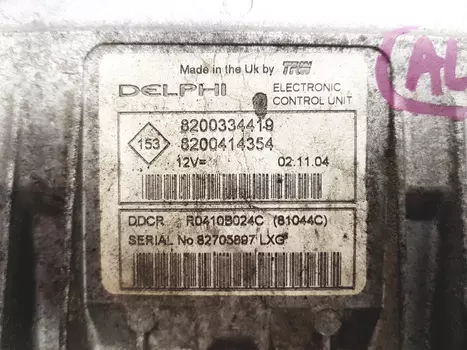 Made in the Uk by TRW
DELPHI ELECTRONIC
CONTROL UNIT
8200334419
153 8200414354
12V= 02.11.04
DDCR R0410B024C (81044C)
SERIAL No 82705897 LXG
AL